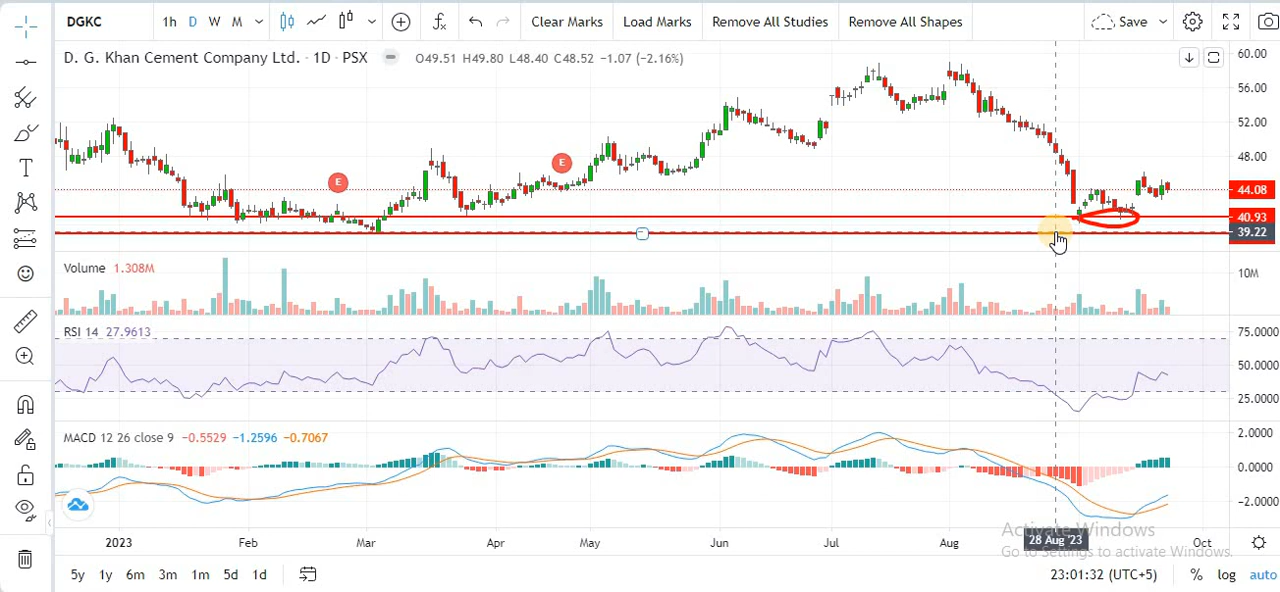 DGKC 1h D W M Clear Marks Load Marks Remove All Studies Remove All Shapes Save
D. G. Khan Cement Company Ltd. · 1D · PSX O49.51 H49.80 L48.40 C48.52 −1.07 (−2.16%)
60.00
56.00
52.00
48.00
E
E
44.08
40.93
39.22
Volume 1.308M
10M
RSI 14 27.9613
75.0000
50.0000
25.0000
MACD 12 26 close 9 −0.5529 −1.2596 −0.7067
2.0000
0.0000
−2.0000
Activate Windows
Go to Settings to activate Windows.
2023 Feb Mar Apr May Jun Jul Aug 28 Aug '23 Oct
5y 1y 6m 3m 1m 5d 1d 23:01:32 (UTC+5) % log auto